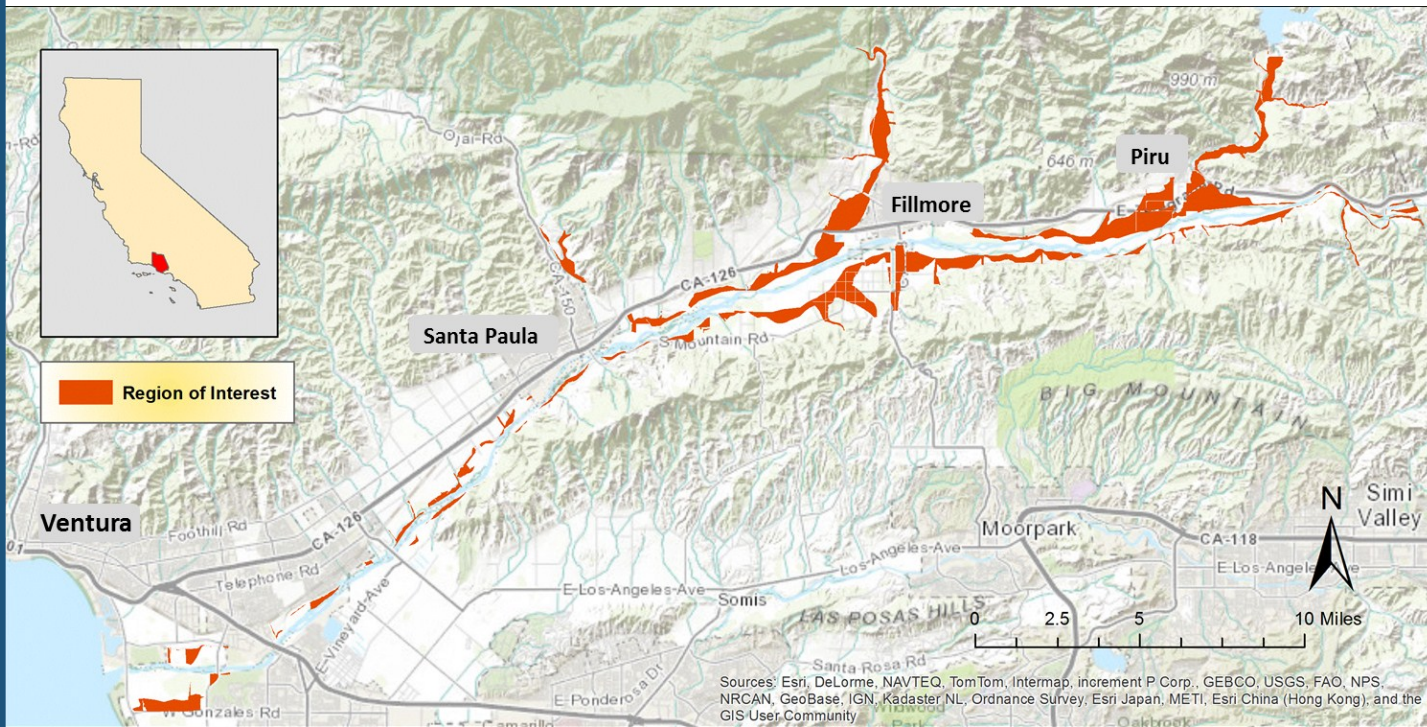 990 m
Ojai-Rd
646 m
Piru
Fillmore
CA-126
CA-150
Santa Paula
S Mountain Rd
Region of Interest
BIG MOUNTAIN
N
Simi
Valley
Ventura
Foothill Rd
CA-126
Moorpark
CA-118
01
Telephone Rd
Los-Angeles-Ave
E Los-Angeles-Ave
E-Los-Angeles-Ave
Somis
E-Vineyard-Ave
LAS POSAS HILLS
0 2.5 5 10 Miles
Santa Rosa Rd
E-Ponderosa Dr
W Gonzales-Rd
Camarillo
Sources: Esri, DeLorme, NAVTEQ, TomTom, Intermap, increment P Corp., GEBCO, USGS, FAO, NPS,
NRCAN, GeoBase, IGN, Kadaster NL, Ordnance Survey, Esri Japan, METI, Esri China (Hong Kong), and the
GIS User Community
Park
Oakbrook